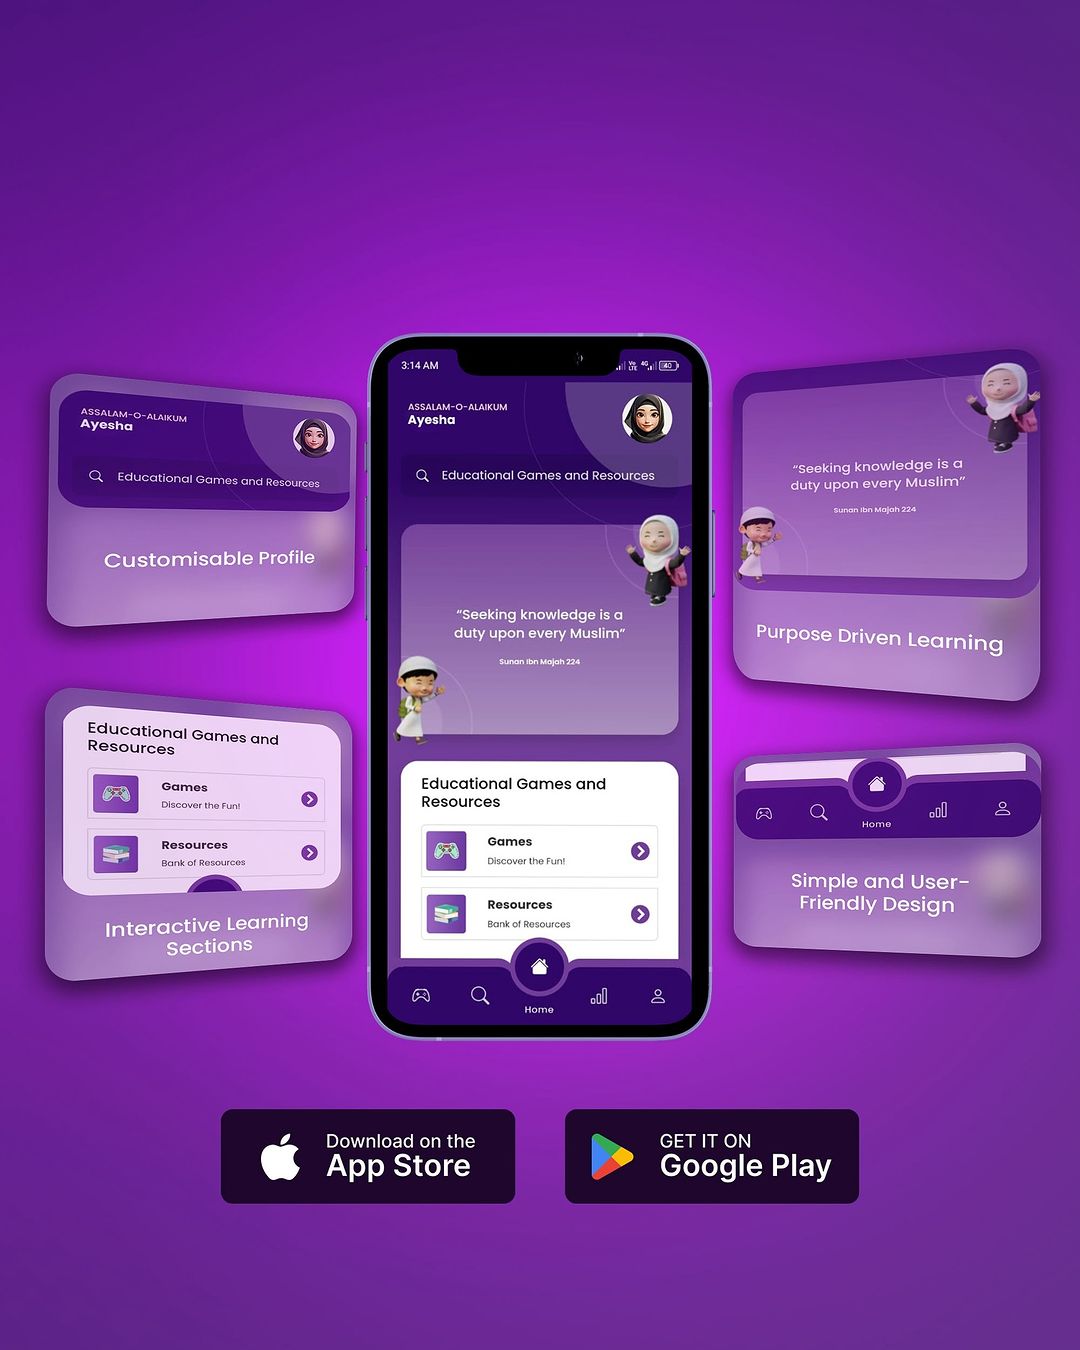 ASSALAM-O-ALAIKUM
Ayesha
Educational Games and Resources
Customisable Profile
Educational Games and
Resources
Games
Discover the Fun!
Resources
Bank of Resources
Interactive Learning
Sections
3:14 AM
Vo
LTE
4G
40
ASSALAM-O-ALAIKUM
Ayesha
Educational Games and Resources
“Seeking knowledge is a
duty upon every Muslim”
Sunan Ibn Majah 224
Educational Games and
Resources
Games
Discover the Fun!
Resources
Bank of Resources
Home
“Seeking knowledge is a
duty upon every Muslim”
Sunan Ibn Majah 224
Purpose Driven Learning
Home
Simple and User-
Friendly Design
Download on the
App Store
GET IT ON
Google Play